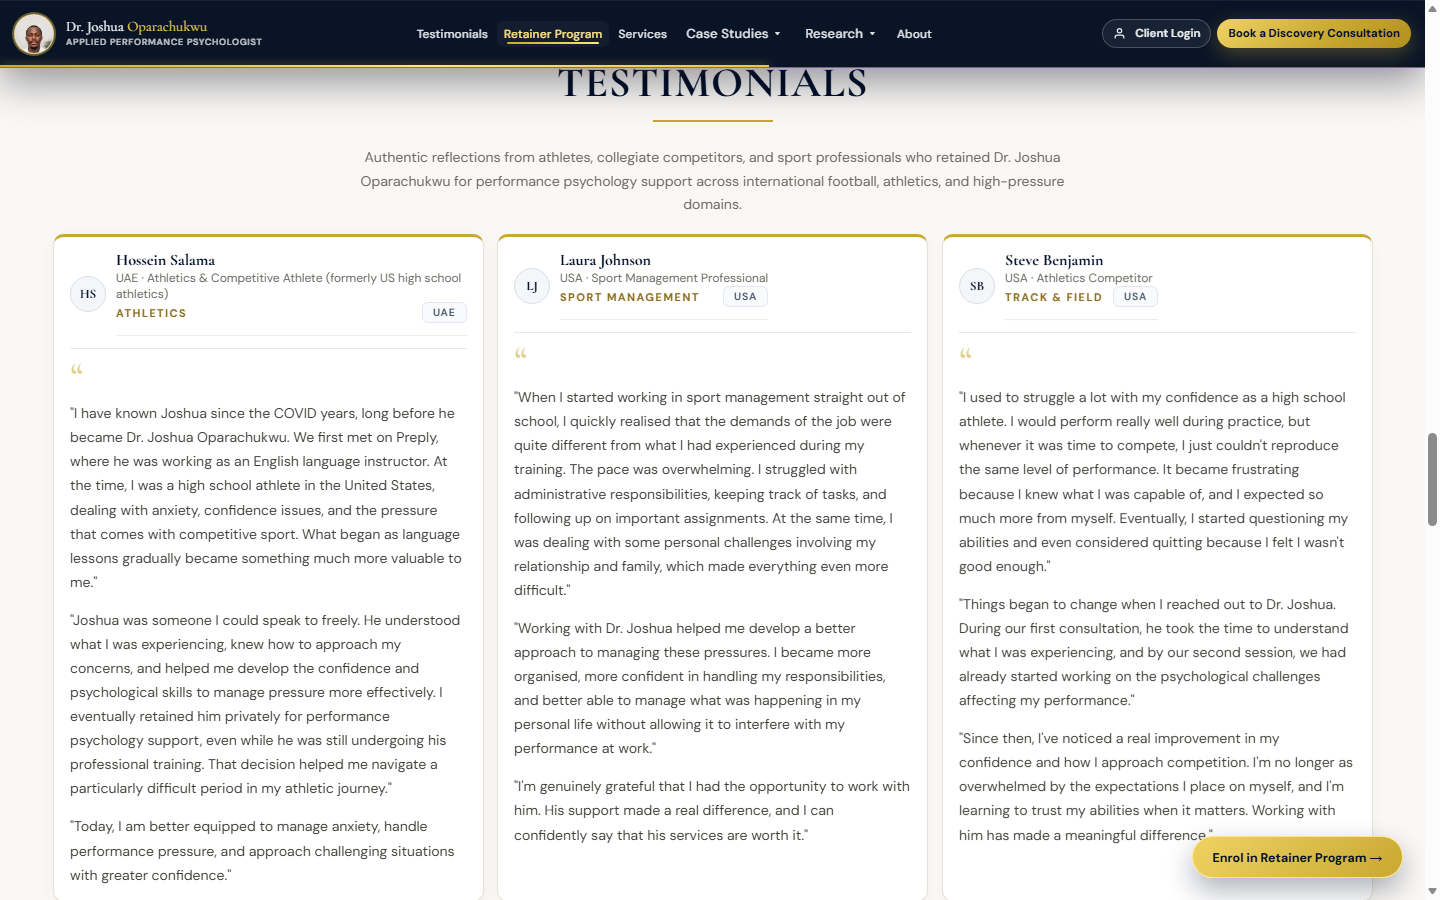 Dr. Joshua Oparachukwu
APPLIED PERFORMANCE PSYCHOLOGIST
Testimonials
Retainer Program
Services
Case Studies
Research
About
Client Login
Book a Discovery Consultation
TESTIMONIALS
Authentic reflections from athletes, collegiate competitors, and sport professionals who retained Dr. Joshua
Oparachukwu for performance psychology support across international football, athletics, and high-pressure
domains.
HS
Hossein Salama
UAE · Athletics & Competitive Athlete (formerly US high school
athletics)
ATHLETICS
UAE
“
"I have known Joshua since the COVID years, long before he
became Dr. Joshua Oparachukwu. We first met on Preply,
where he was working as an English language instructor. At
the time, I was a high school athlete in the United States,
dealing with anxiety, confidence issues, and the pressure
that comes with competitive sport. What began as language
lessons gradually became something much more valuable to
me."
"Joshua was someone I could speak to freely. He understood
what I was experiencing, knew how to approach my
concerns, and helped me develop the confidence and
psychological skills to manage pressure more effectively. I
eventually retained him privately for performance
psychology support, even while he was still undergoing his
professional training. That decision helped me navigate a
particularly difficult period in my athletic journey."
"Today, I am better equipped to manage anxiety, handle
performance pressure, and approach challenging situations
with greater confidence."
LJ
Laura Johnson
USA · Sport Management Professional
SPORT MANAGEMENT
USA
“
"When I started working in sport management straight out of
school, I quickly realised that the demands of the job were
quite different from what I had experienced during my
training. The pace was overwhelming. I struggled with
administrative responsibilities, keeping track of tasks, and
following up on important assignments. At the same time, I
was dealing with some personal challenges involving my
relationship and family, which made everything even more
difficult."
"Working with Dr. Joshua helped me develop a better
approach to managing these pressures. I became more
organised, more confident in handling my responsibilities,
and better able to manage what was happening in my
personal life without allowing it to interfere with my
performance at work."
"I'm genuinely grateful that I had the opportunity to work with
him. His support made a real difference, and I can
confidently say that his services are worth it."
SB
Steve Benjamin
USA · Athletics Competitor
TRACK & FIELD
USA
“
"I used to struggle a lot with my confidence as a high school
athlete. I would perform really well during practice, but
whenever it was time to compete, I just couldn't reproduce
the same level of performance. It became frustrating
because I knew what I was capable of, and I expected so
much more from myself. Eventually, I started questioning my
abilities and even considered quitting because I felt I wasn't
good enough."
"Things began to change when I reached out to Dr. Joshua.
During our first consultation, he took the time to understand
what I was experiencing, and by our second session, we had
already started working on the psychological challenges
affecting my performance."
"Since then, I've noticed a real improvement in my
confidence and how I approach competition. I'm no longer as
overwhelmed by the expectations I place on myself, and I'm
learning to trust my abilities when it matters. Working with
him has made a meaningful difference."
Enrol in Retainer Program →